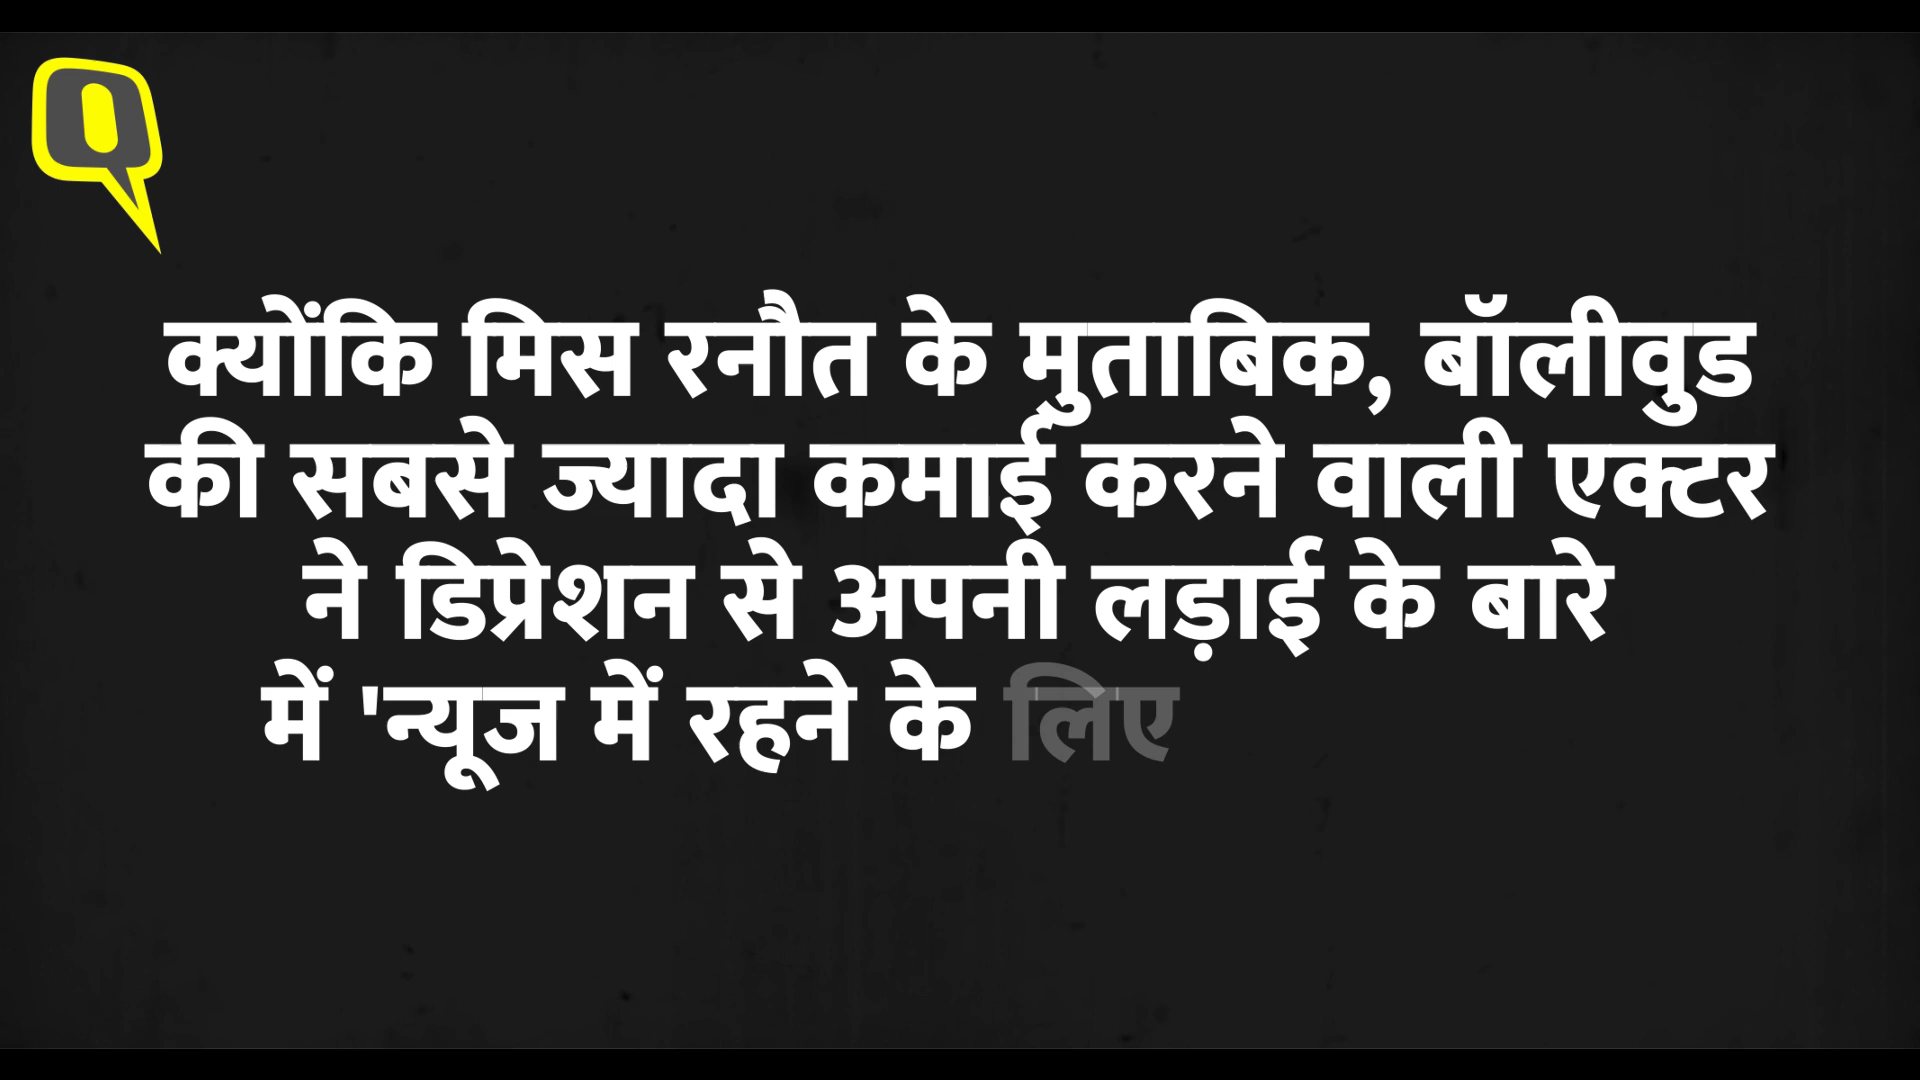 क्योंकि मिस रनौत के मुताबिक, बॉलीवुड
की सबसे ज्यादा कमाई करने वाली एक्टर
ने डिप्रेशन से अपनी लड़ाई के बारे
में 'न्यूज में रहने के लिए